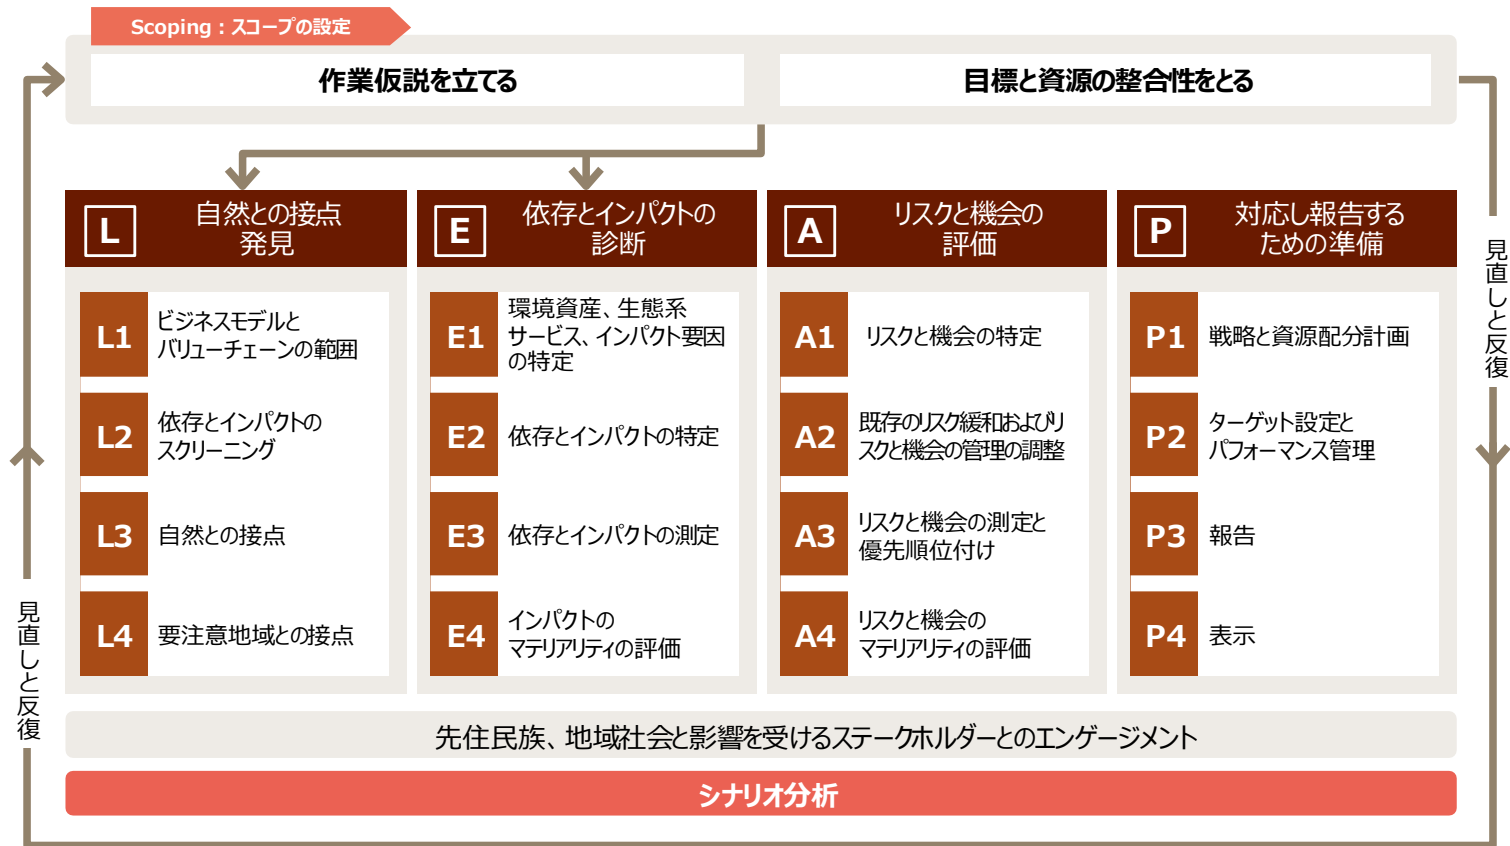 Scoping：スコープの設定
作業仮説を立てる
目標と資源の整合性をとる
L
自然との接点
発見
E
依存とインパクトの
診断
A
リスクと機会の
評価
P
対応し報告する
ための準備
L1
ビジネスモデルと
バリューチェーンの範囲
L2
依存とインパクトの
スクリーニング
L3
自然との接点
L4
要注意地域との接点
E1
環境資産、生態系
サービス、インパクト要因
の特定
E2
依存とインパクトの特定
E3
依存とインパクトの測定
E4
インパクトの
マテリアリティの評価
A1
リスクと機会の特定
A2
既存のリスク緩和およびリ
スクと機会の管理の調整
A3
リスクと機会の測定と
優先順位付け
A4
リスクと機会の
マテリアリティの評価
P1
戦略と資源配分計画
P2
ターゲット設定と
パフォーマンス管理
P3
報告
P4
表示
見直しと反復
見直しと反復
先住民族、地域社会と影響を受けるステークホルダーとのエンゲージメント
シナリオ分析